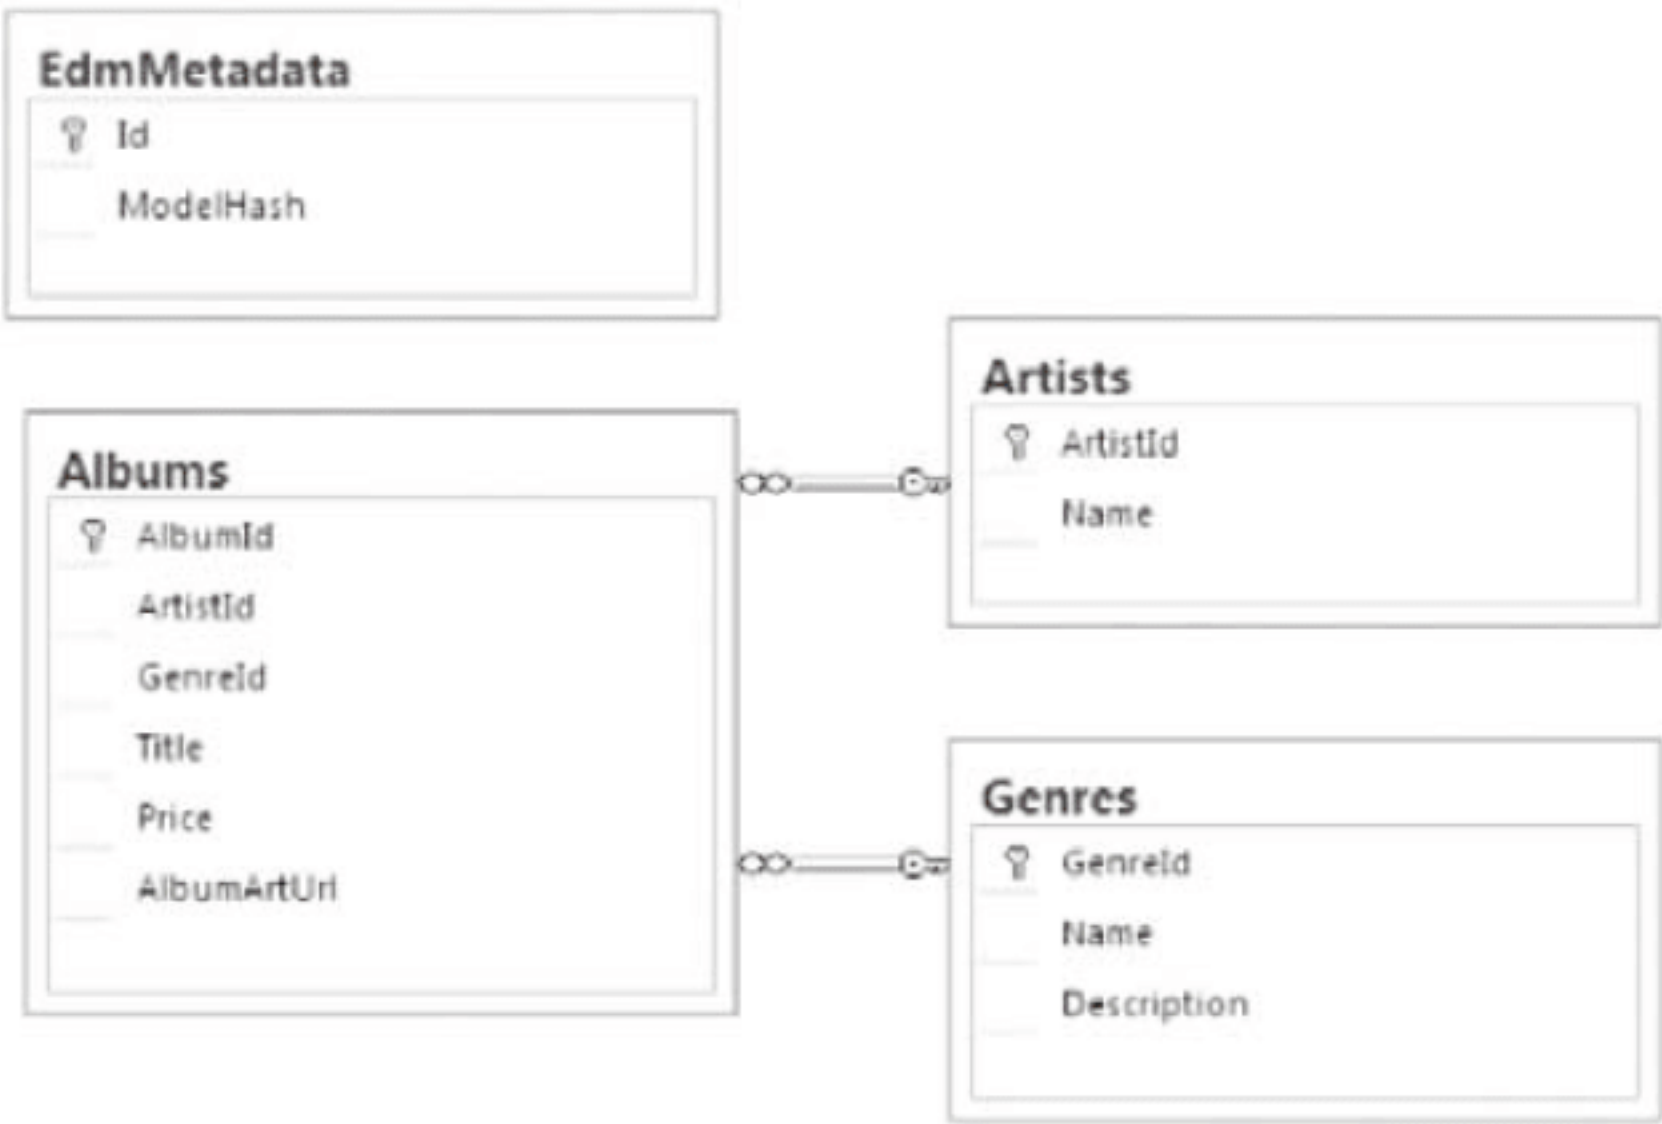 EdmMetadata
Id
ModelHash
Albums
AlbumId
ArtistId
GenreId
Title
Price
AlbumArtUrl
Artists
ArtistId
Name
Genres
GenreId
Name
Description